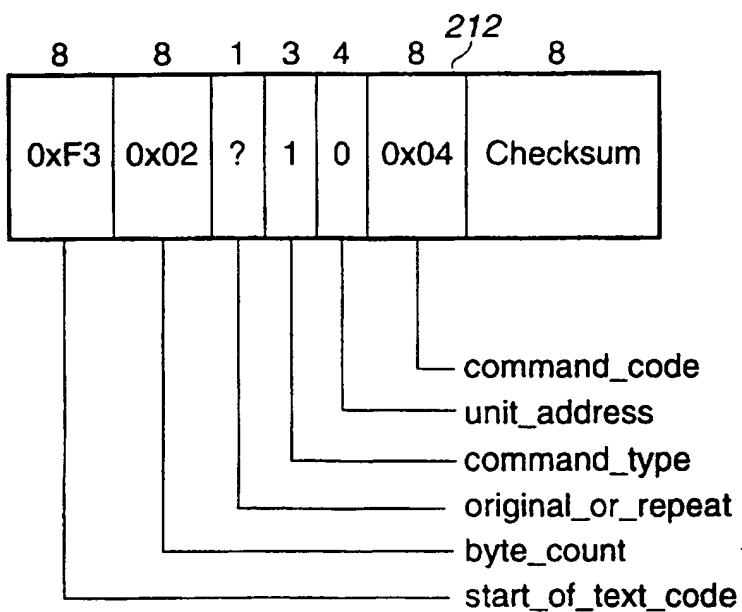 212
8 8 1 3 4 8 8
0xF3 0x02 ? 1 0 0x04 Checksum
command_code
unit_address
command_type
original_or_repeat
byte_count
start_of_text_code